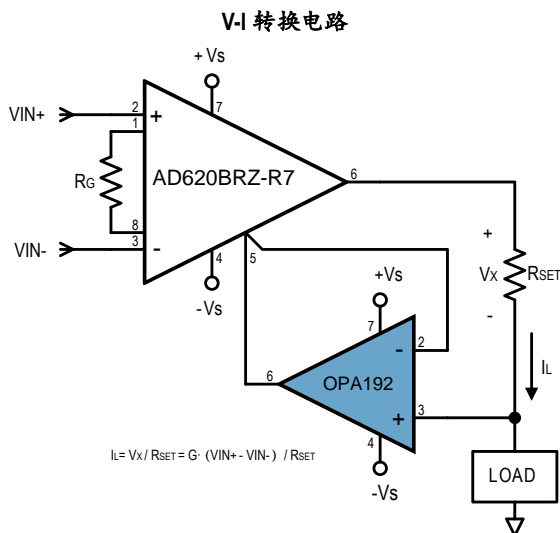 V-I 转换电路
+Vs
7
VIN+
2
+
1
RG
AD620BRZ-R7
6
8
VIN-
3
-
4
5
-Vs
+
VX
RSET
-
+Vs
7
2
-
6
OPA192
IL
+
3
4
-Vs
IL= VX / RSET = G· (VIN+ - VIN- ) / RSET
LOAD